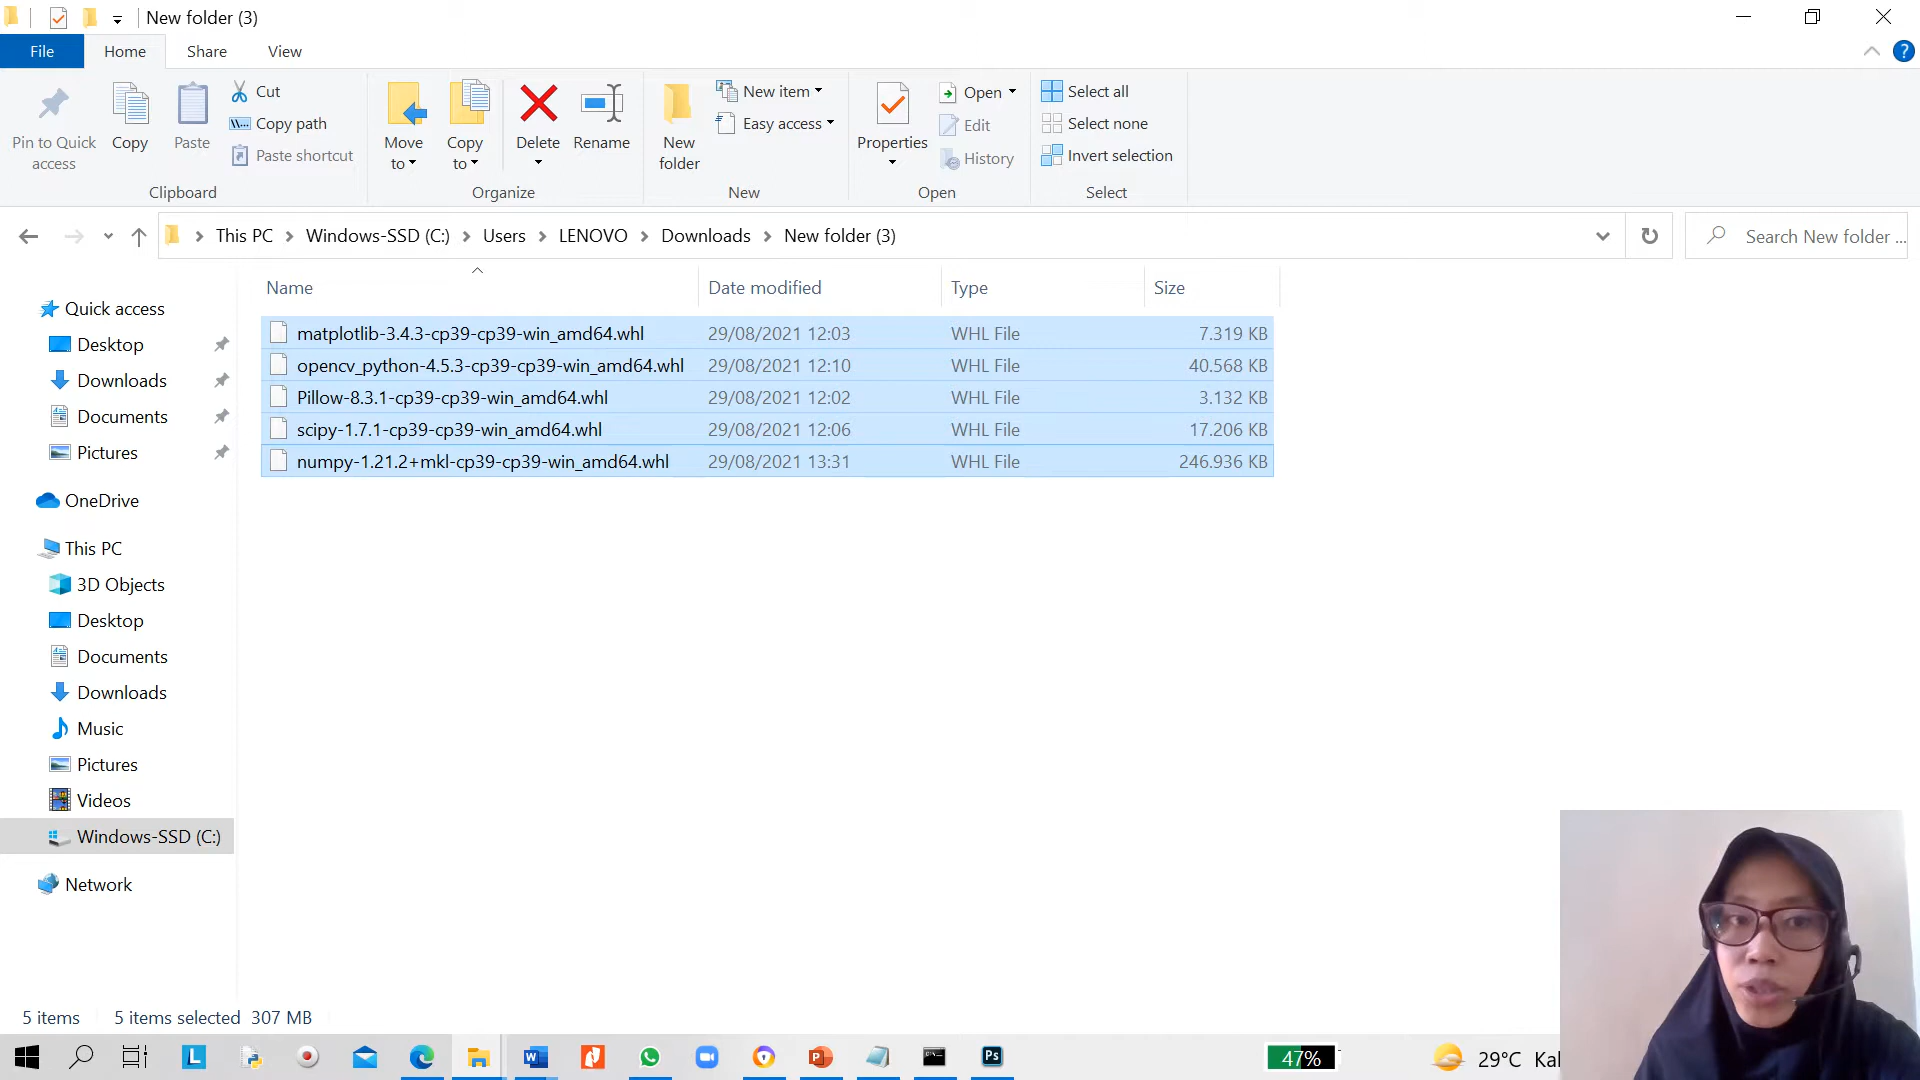 New folder (3)
File Home Share View
Pin to Quick access
Copy
Paste
Cut
Copy path
Paste shortcut
Clipboard
Move to
Copy to
Delete
Rename
Organize
New folder
New item
Easy access
New
Properties
Open
Edit
History
Open
Select all
Select none
Invert selection
Select
This PC Windows-SSD (C:) Users LENOVO Downloads New folder (3)
Search New folder ...
Name Date modified Type Size
matplotlib-3.4.3-cp39-cp39-win_amd64.whl 29/08/2021 12:03 WHL File 7.319 KB
opencv_python-4.5.3-cp39-cp39-win_amd64.whl 29/08/2021 12:10 WHL File 40.568 KB
Pillow-8.3.1-cp39-cp39-win_amd64.whl 29/08/2021 12:02 WHL File 3.132 KB
scipy-1.7.1-cp39-cp39-win_amd64.whl 29/08/2021 12:06 WHL File 17.206 KB
numpy-1.21.2+mkl-cp39-cp39-win_amd64.whl 29/08/2021 13:31 WHL File 246.936 KB
Quick access
Desktop
Downloads
Documents
Pictures
OneDrive
This PC
3D Objects
Desktop
Documents
Downloads
Music
Pictures
Videos
Windows-SSD (C:)
Network
5 items 5 items selected 307 MB
47%
29°C Kal